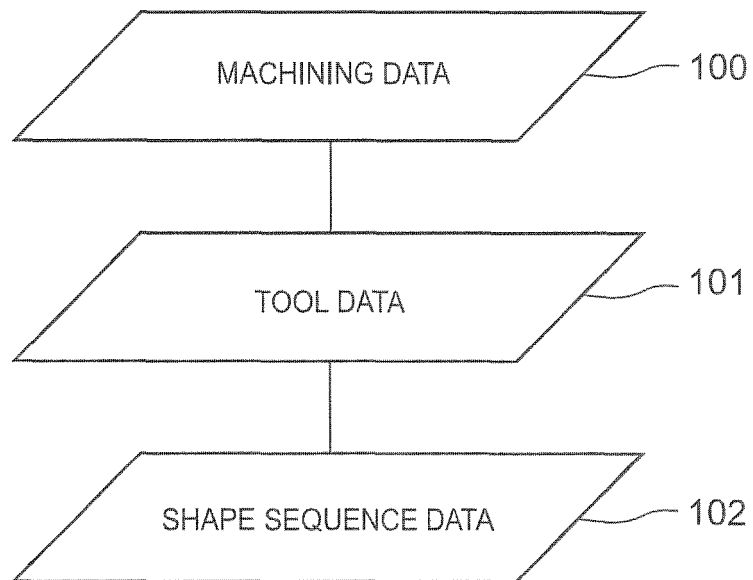 MACHINING DATA
100
TOOL DATA
101
SHAPE SEQUENCE DATA
102